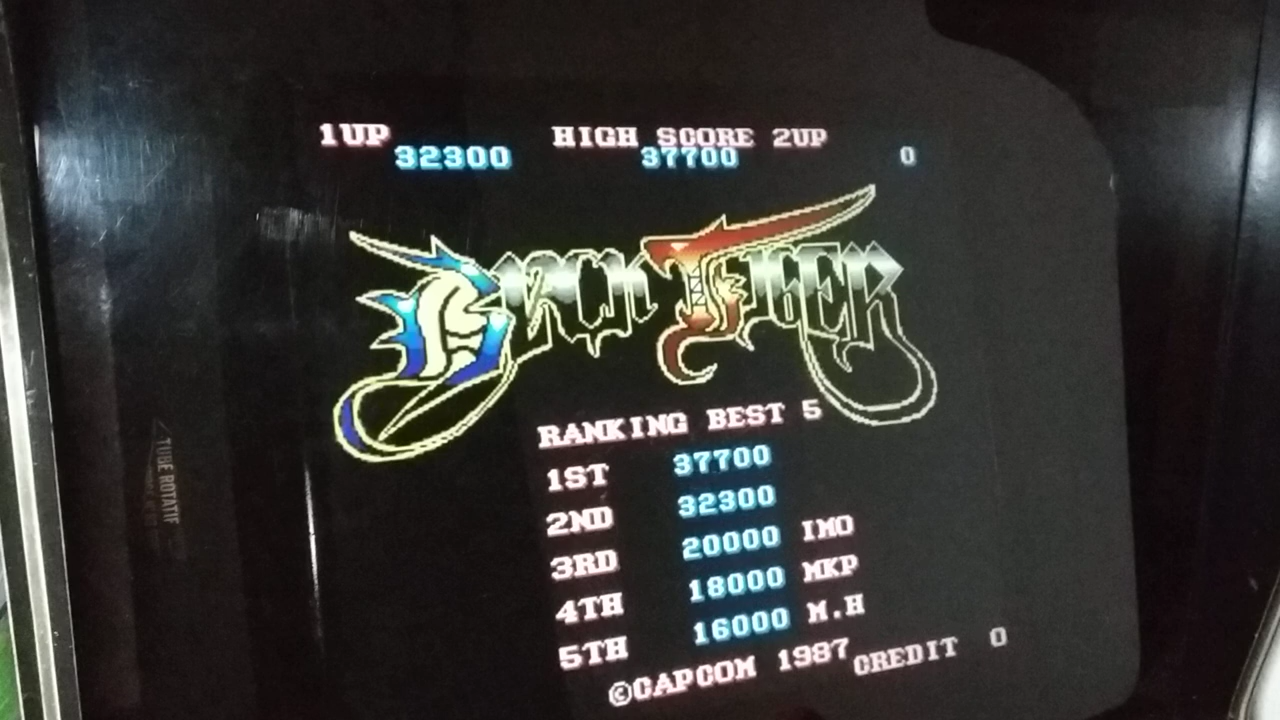 1UP HIGH SCORE 2UP
32300 37700 0
BLACK TIGER
RANKING BEST 5
1ST 37700
2ND 32300
3RD 20000 IMO
4TH 18000 MKP
5TH 16000 M.H
©CAPCOM 1987
CREDIT 0
TUBE ROTATIF